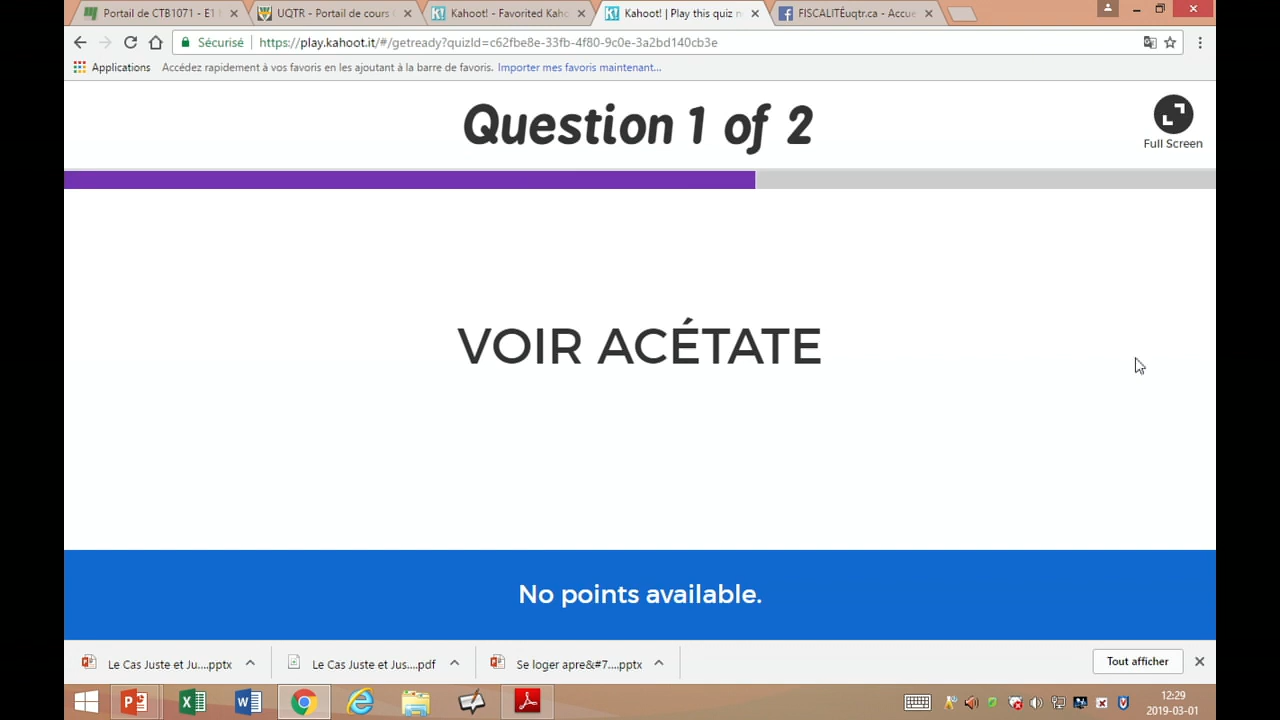 Portail de CTB1071 - E1
UQTR - Portail de cours
Kahoot! - Favorited Kaho
Kahoot! | Play this quiz n
FISCALITÉuqtr.ca - Accue
Sécurisé
https://play.kahoot.it/#/getready?quizId=c62fbe8e-33fb-4f80-9c0e-3a2bd140cb3e
Applications Accédez rapidement à vos favoris en les ajoutant à la barre de favoris. Importer mes favoris maintenant...
Question 1 of 2
Full Screen
VOIR ACÉTATE
No points available.
Le Cas Juste et Ju....pptx
Le Cas Juste et Jus....pdf
Se loger apre&#7....pptx
Tout afficher
12:29
2019-03-01